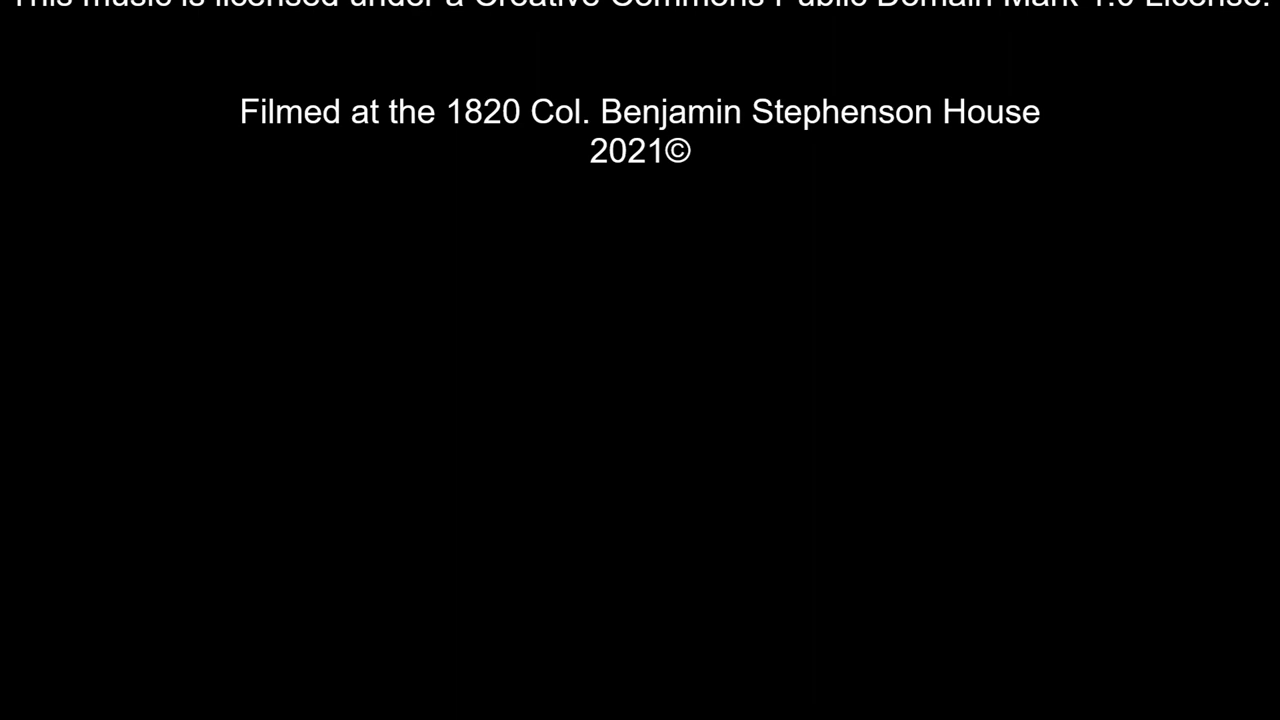 This music is licensed under a Creative Commons Public Domain Mark 1.0 License.
Filmed at the 1820 Col. Benjamin Stephenson House
2021©